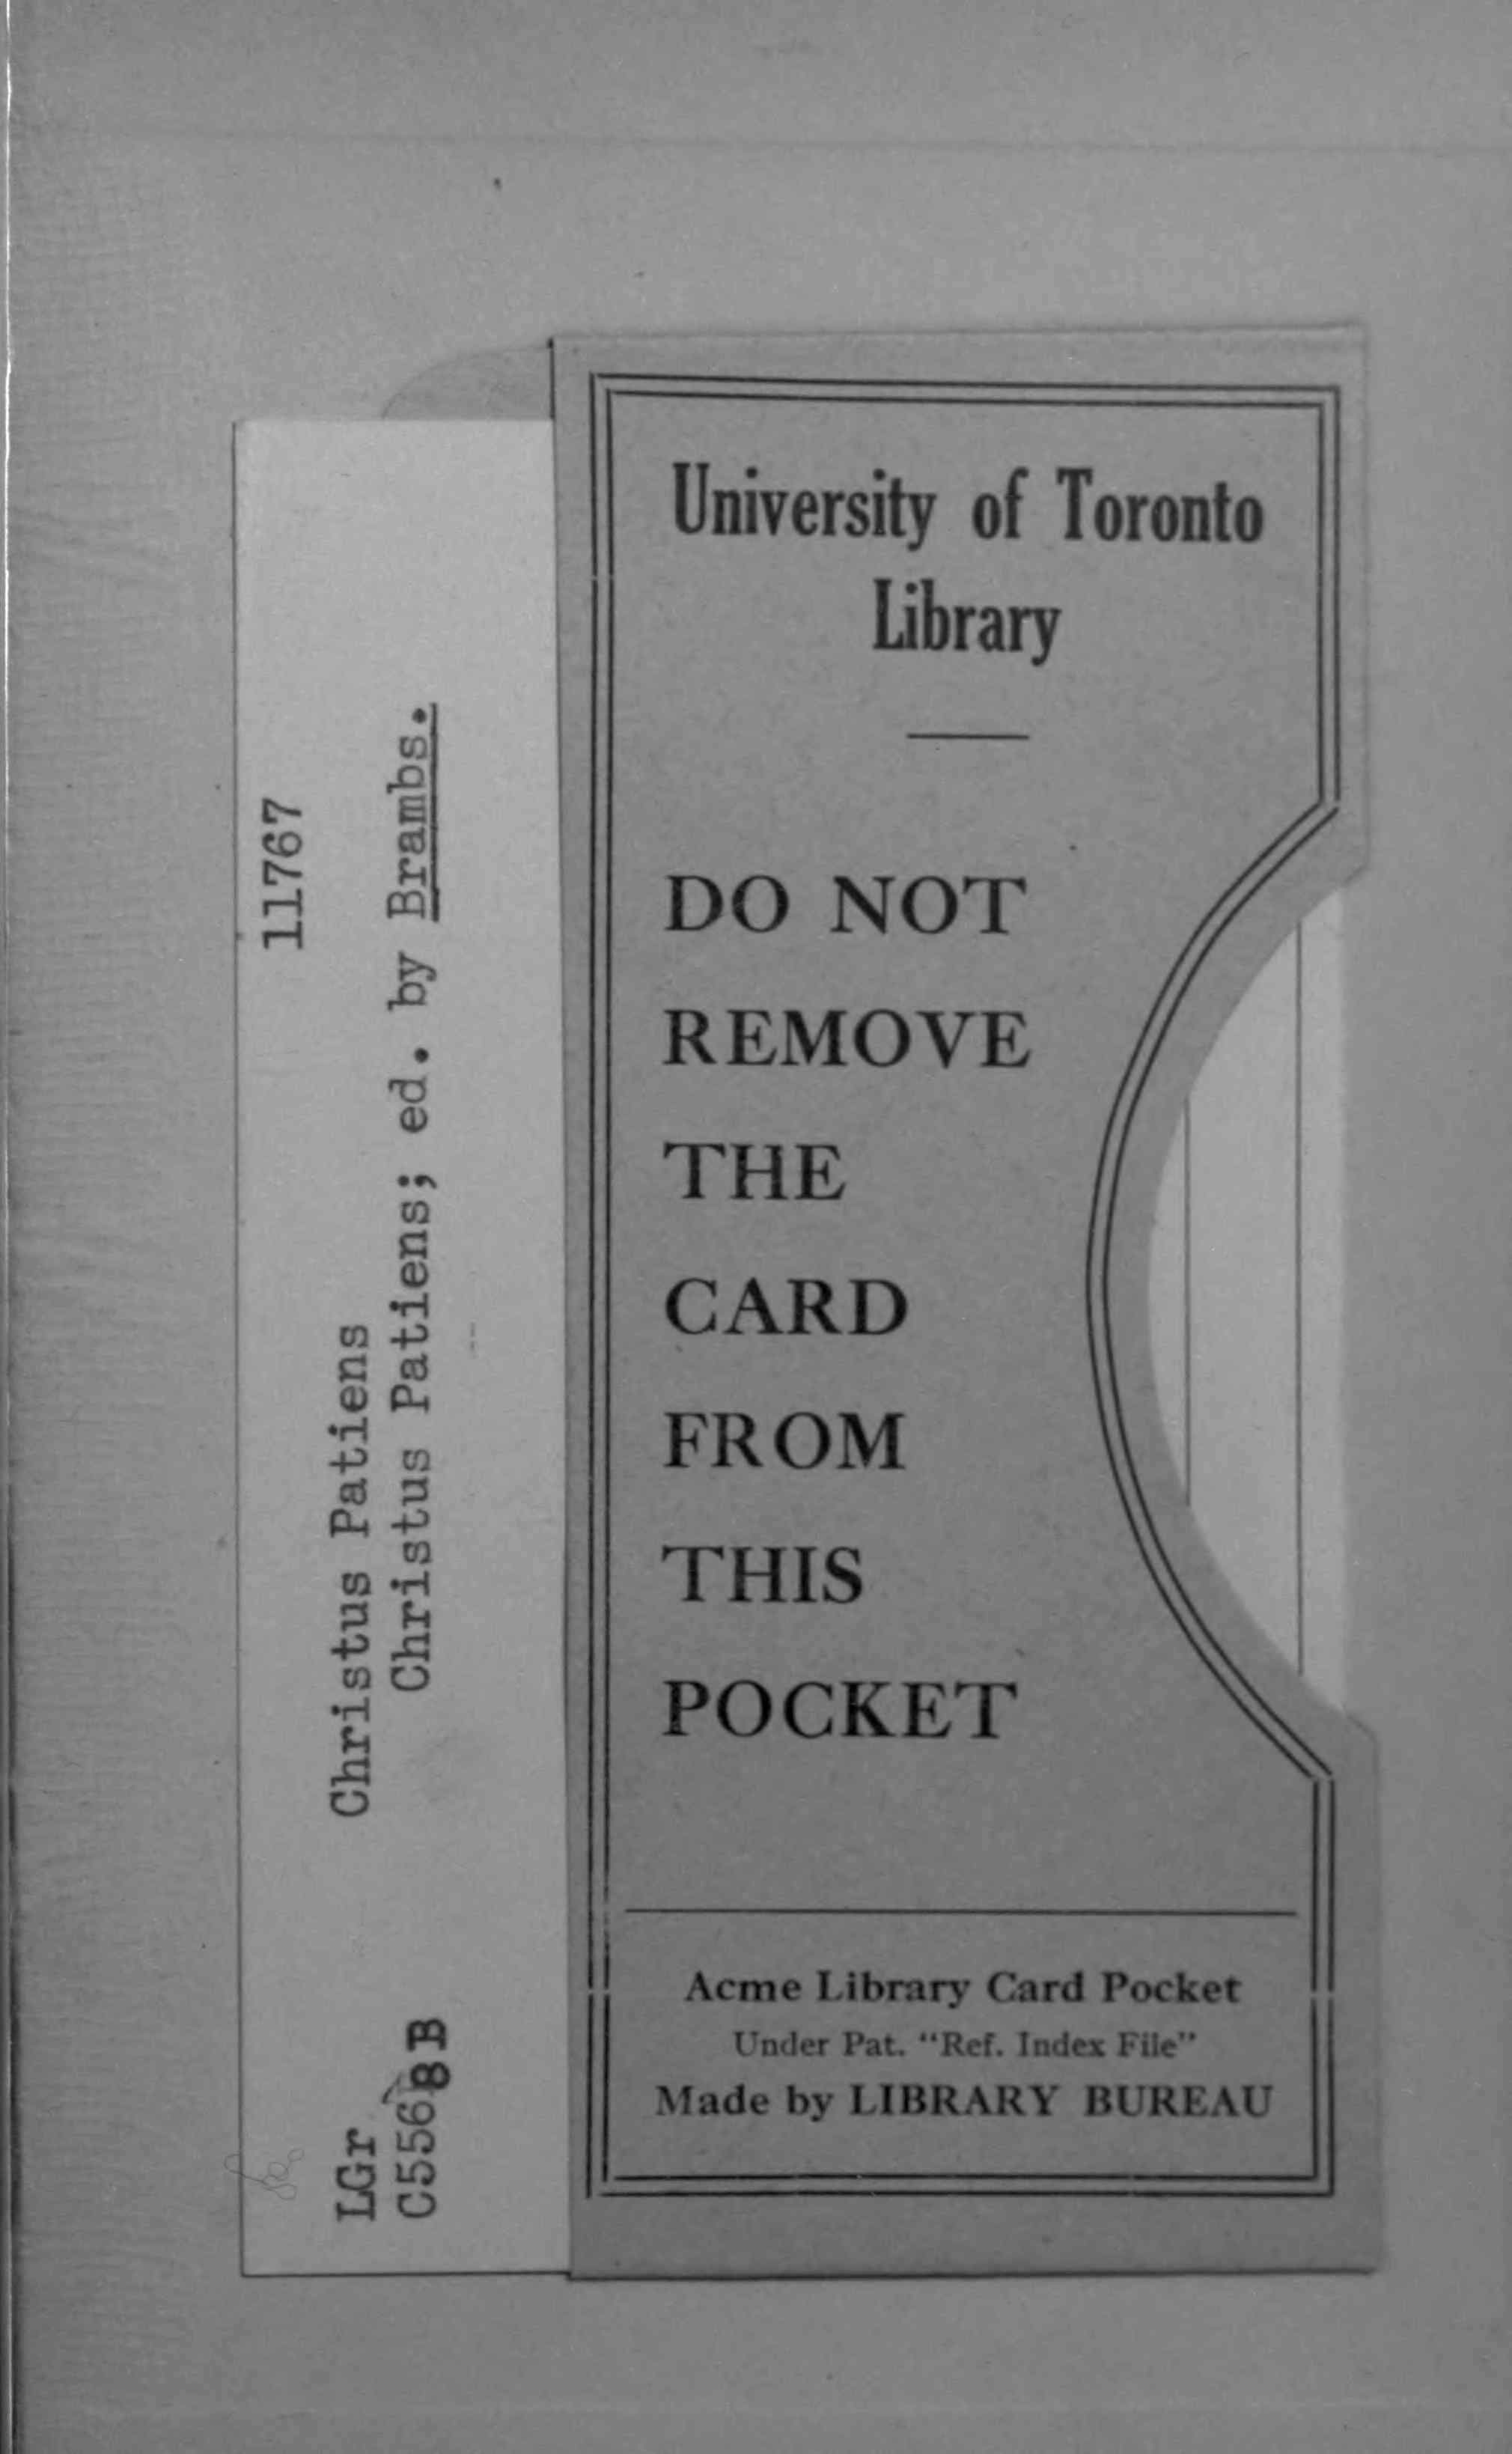 11767
Christus Patiens
Christus Patiens; ed. by Brambs.
LGr
C5568B
University of Toronto
Library
DO NOT
REMOVE
THE
CARD
FROM
THIS
POCKET
Acme Library Card Pocket
Under Pat. "Ref. Index File"
Made by LIBRARY BUREAU